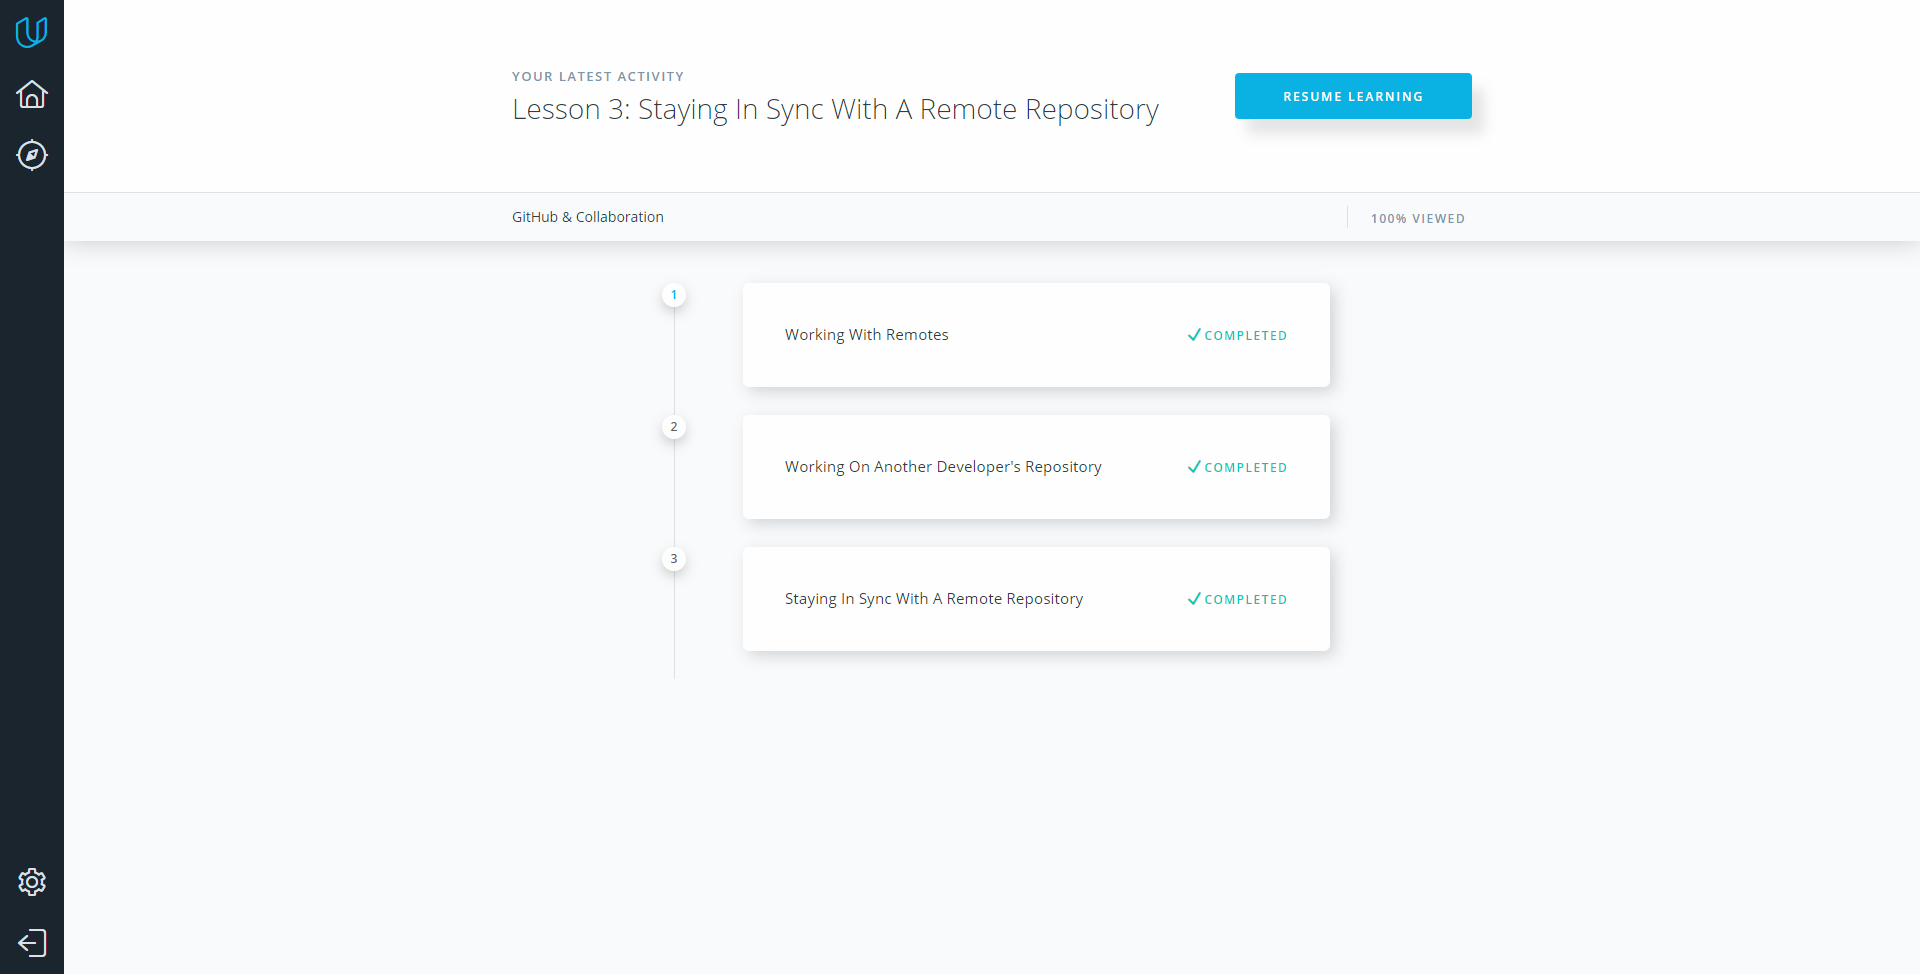 YOUR LATEST ACTIVITY
Lesson 3: Staying In Sync With A Remote Repository
RESUME LEARNING
GitHub & Collaboration
100% VIEWED
1
Working With Remotes
COMPLETED
2
Working On Another Developer's Repository
COMPLETED
3
Staying In Sync With A Remote Repository
COMPLETED